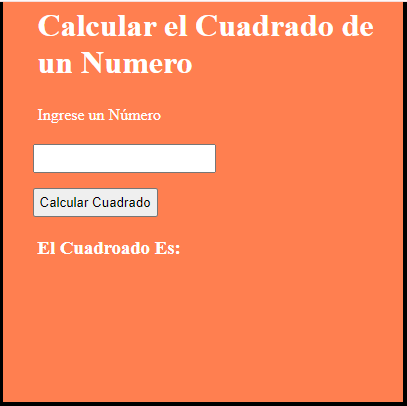 Calcular el Cuadrado de
un Numero
Ingrese un Número
Calcular Cuadrado
El Cuadroado Es: